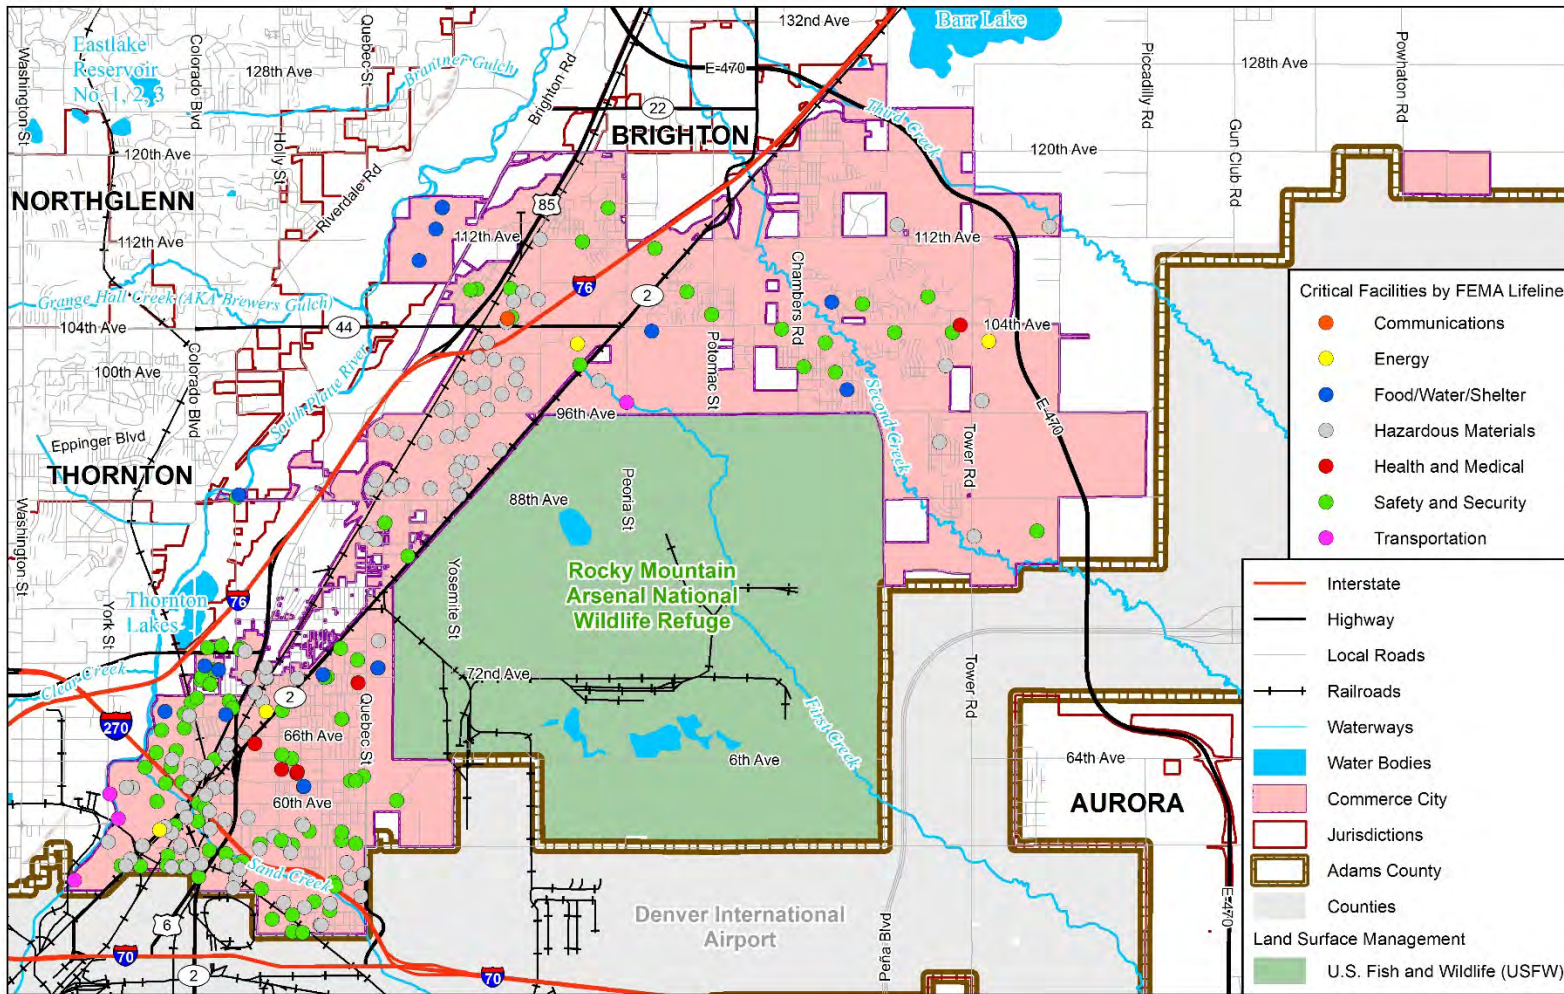 132nd Ave
Barr Lake
Eastlake
Reservoir
No. 1, 2, 3
Washington St
Colorado Blvd
Quebec St
128th Ave
Brantner Gulch
Brighton Rd
E-470
Piccadilly Rd
128th Ave
Powhaton Rd
22
BRIGHTON
Third Creek
120th Ave
Holly St
Riverdale Rd
120th Ave
Gun Club Rd
NORTHGLENN
85
112th Ave
112th Ave
112th Ave
Grange Hall Creek (AKA Brewers Gulch)
76
2
Chambers Rd
104th Ave
44
104th Ave
Colorado Blvd
100th Ave
South Platte River
Potomac St
Second Creek
E-470
96th Ave
Eppinger Blvd
THORNTON
Tower Rd
Washington St
88th Ave
Peoria St
Yosemite St
Rocky Mountain
Arsenal National
Wildlife Refuge
York St
Thornton
Lakes
76
Clear Creek
72nd Ave
Tower Rd
270
2
Quebec St
66th Ave
First Creek
6th Ave
64th Ave
60th Ave
AURORA
Sand Creek
E-470
6
Denver International
Airport
Peña Blvd
70
2
70
Critical Facilities by FEMA Lifeline
Communications
Energy
Food/Water/Shelter
Hazardous Materials
Health and Medical
Safety and Security
Transportation
Interstate
Highway
Local Roads
Railroads
Waterways
Water Bodies
Commerce City
Jurisdictions
Adams County
Counties
Land Surface Management
U.S. Fish and Wildlife (USFW)